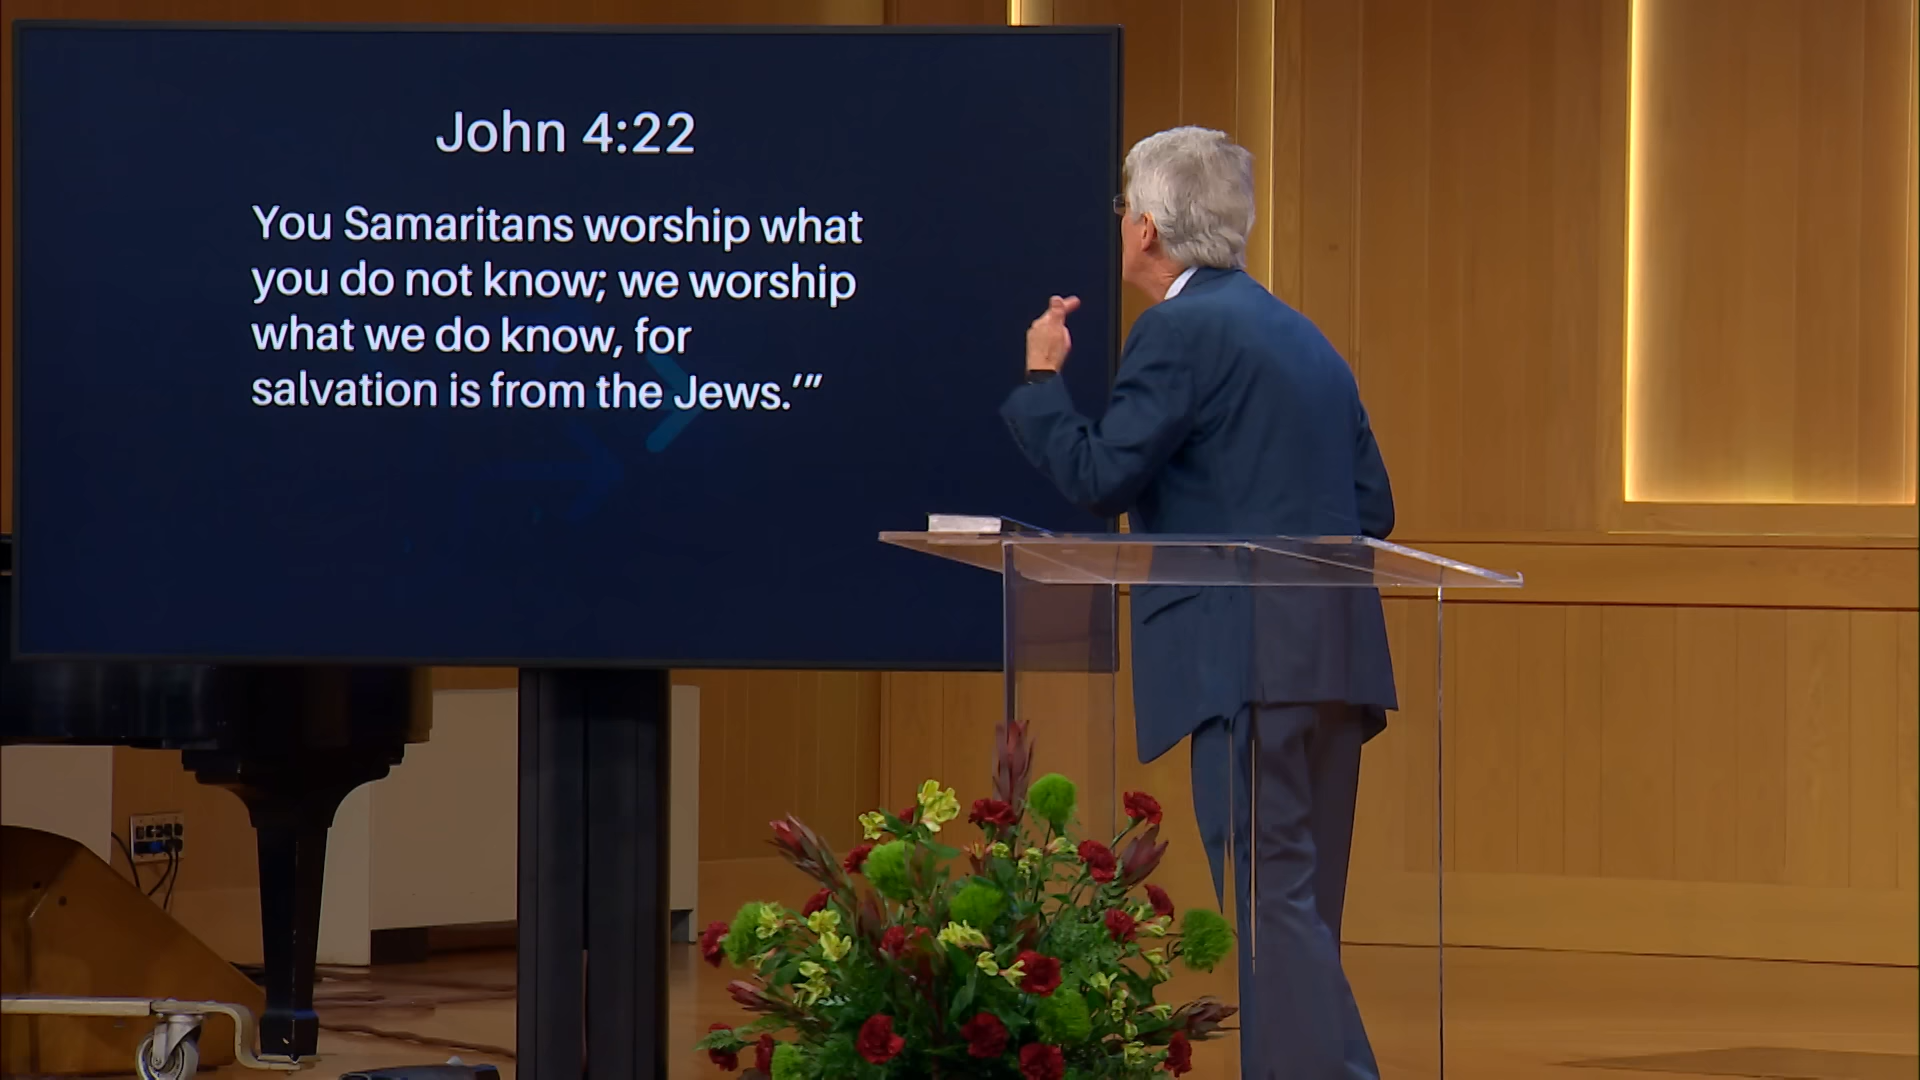 John 4:22
You Samaritans worship what
you do not know; we worship
what we do know, for
salvation is from the Jews.’”